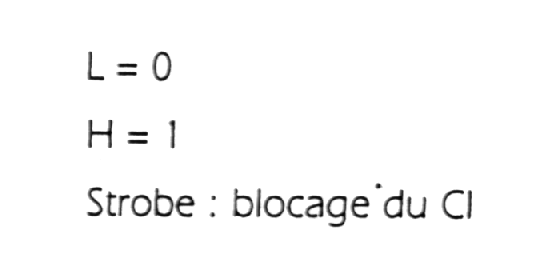 L = 0
H = 1
Strobe : blocage du CI